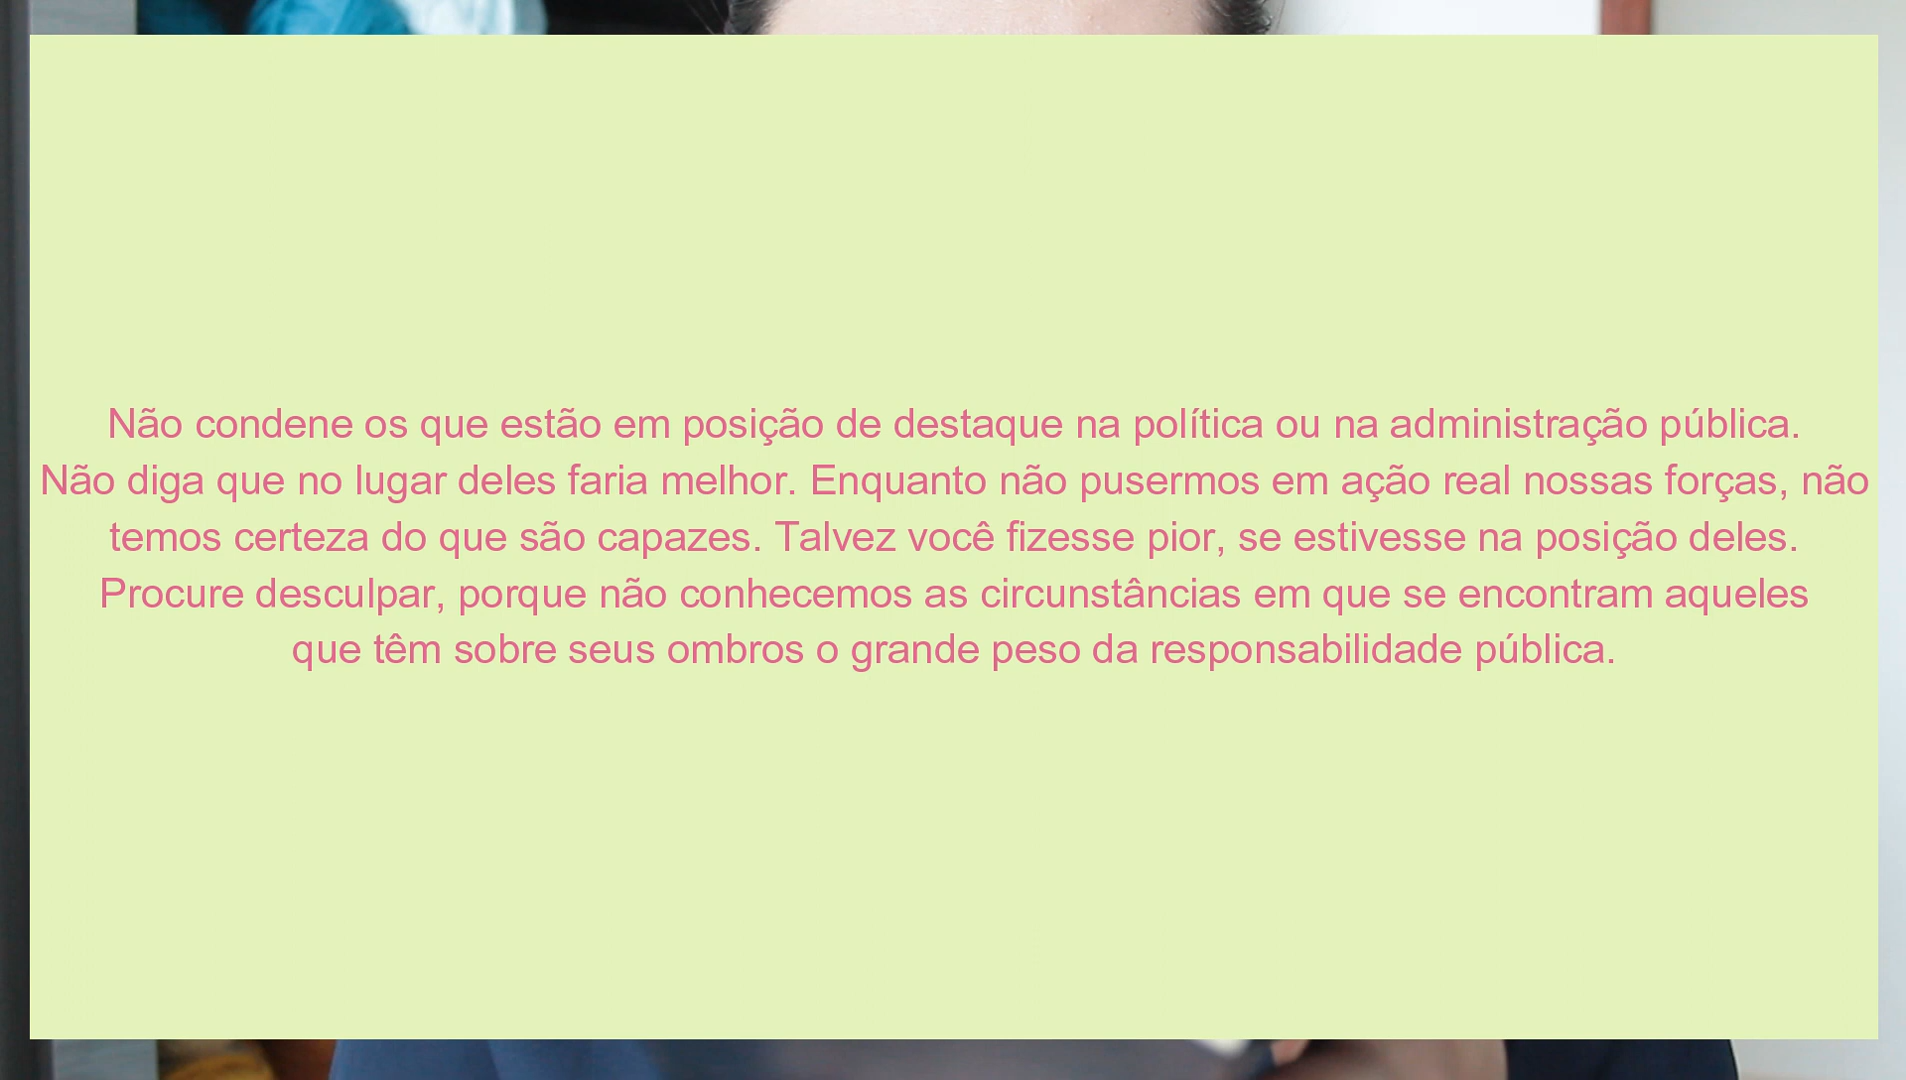 Não condene os que estão em posição de destaque na política ou na administração pública.
Não diga que no lugar deles faria melhor. Enquanto não pusermos em ação real nossas forças, não
temos certeza do que são capazes. Talvez você fizesse pior, se estivesse na posição deles.
Procure desculpar, porque não conhecemos as circunstâncias em que se encontram aqueles
que têm sobre seus ombros o grande peso da responsabilidade pública.